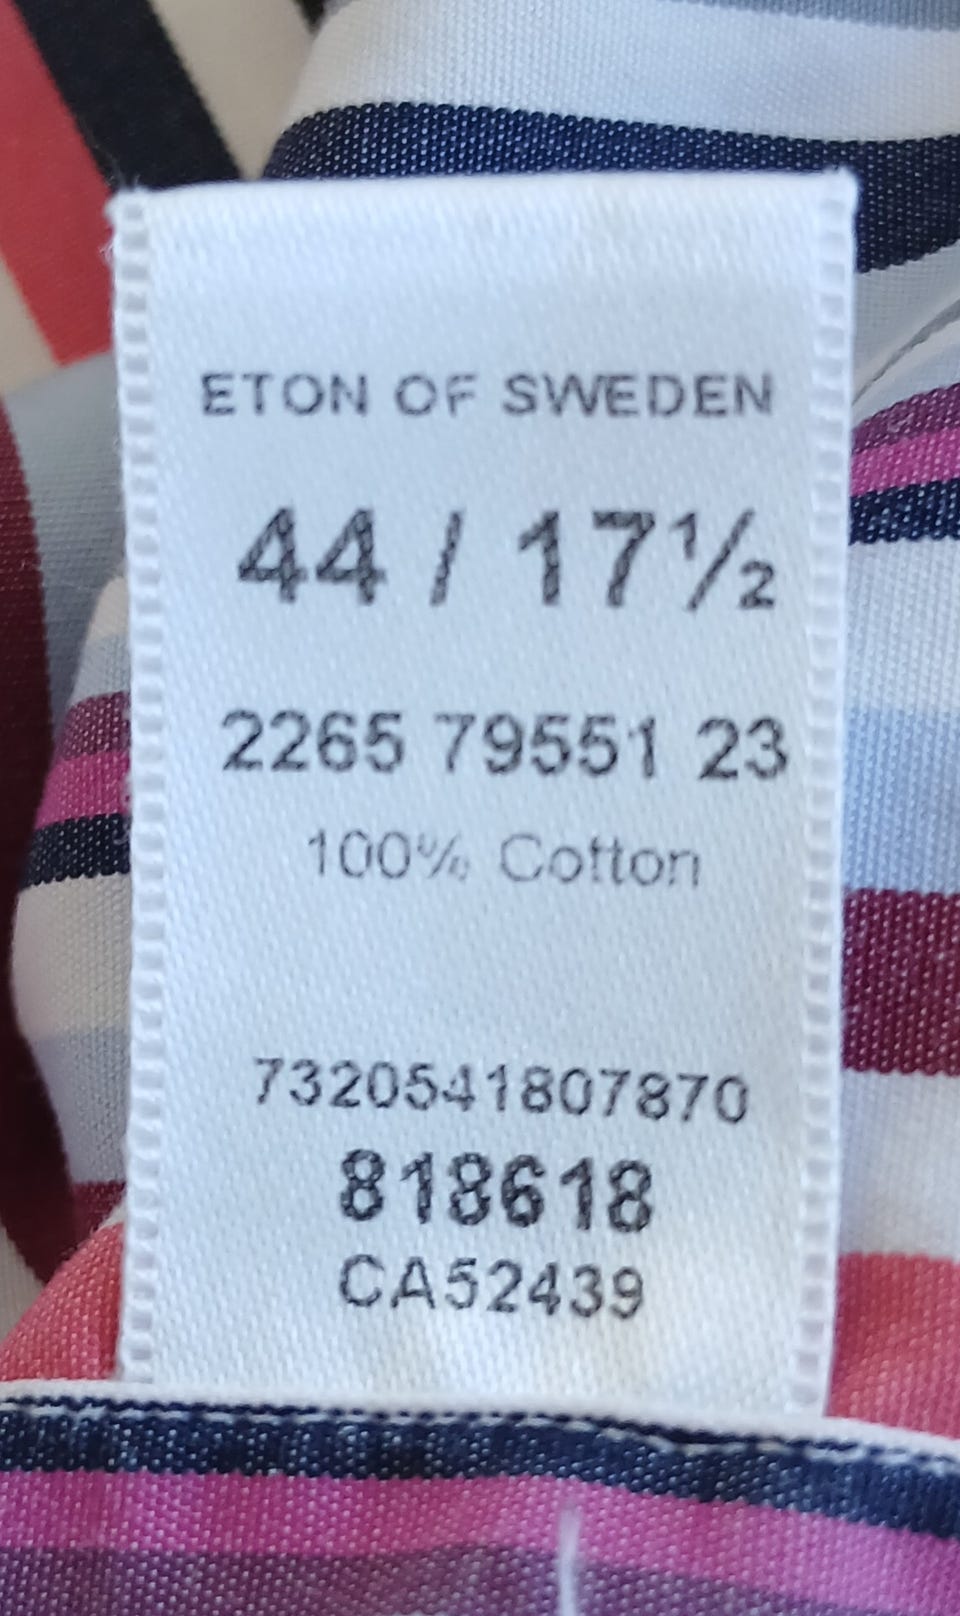 ETON OF SWEDEN
44 / 17½
2265 79551 23
100% Cotton
7320541807870
818618
CA52439